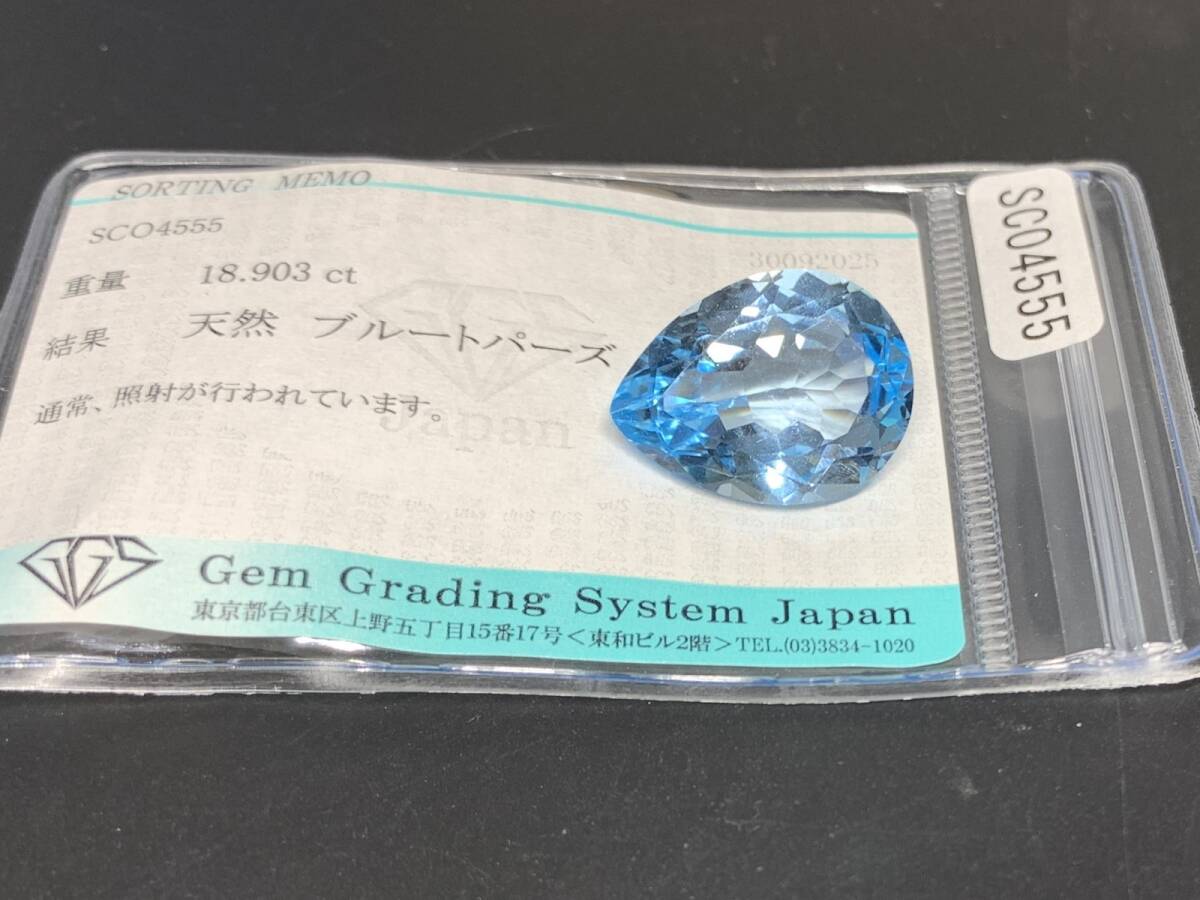 SORTING MEMO
SCO4555
30092025
重量 18.903 ct
結果 天然 ブルートパーズ
通常、照射が行われています。
Japan
GGS
Gem Grading System Japan
東京都台東区上野五丁目15番17号＜東和ビル2階＞TEL.(03)3834-1020
SCO4555